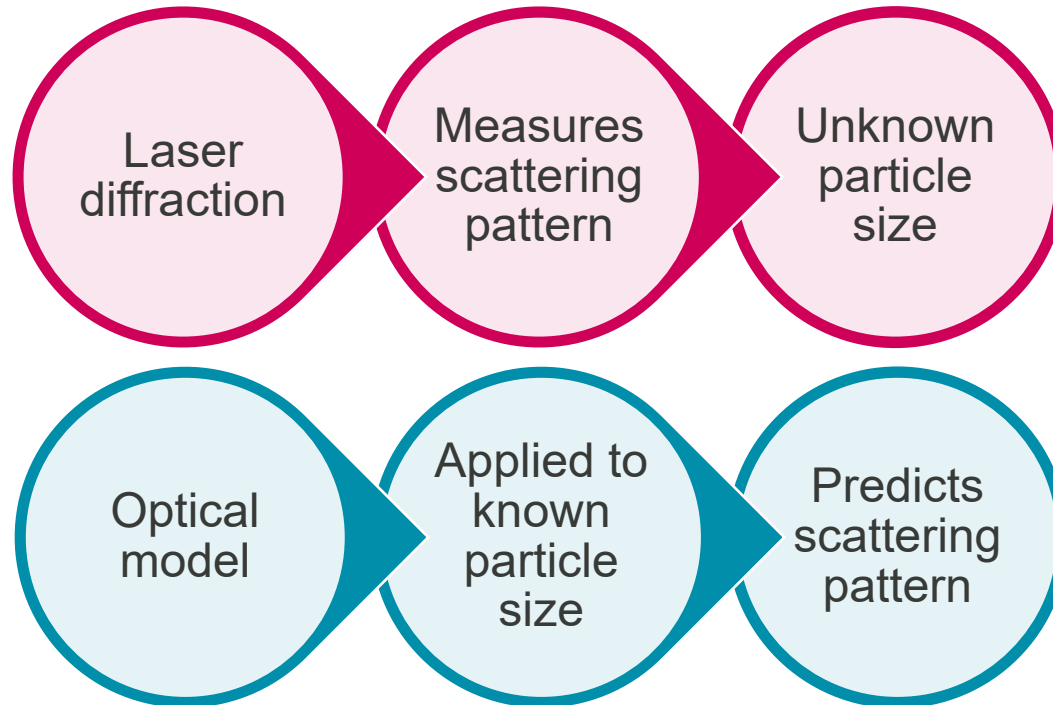 Laser
diffraction
Measures
scattering
pattern
Unknown
particle
size
Optical
model
Applied to
known
particle
size
Predicts
scattering
pattern